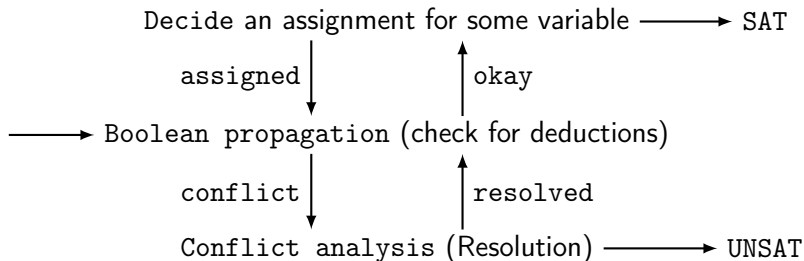 Decide an assignment for some variable SAT
assigned okay
Boolean propagation (check for deductions)
conflict resolved
Conflict analysis (Resolution) UNSAT